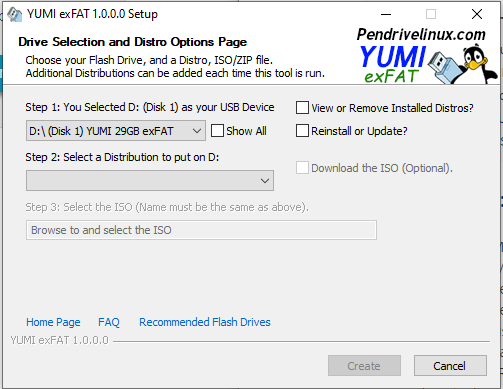 YUMI exFAT 1.0.0.0 Setup
Drive Selection and Distro Options Page
Choose your Flash Drive, and a Distro, ISO/ZIP file.
Additional Distributions can be added each time this tool is run.
Pendrivelinux.com
YUMI
exFAT
Step 1: You Selected D: (Disk 1) as your USB Device
D:\ (Disk 1) YUMI 29GB exFAT
Show All
View or Remove Installed Distros?
Reinstall or Update?
Step 2: Select a Distribution to put on D:
Download the ISO (Optional).
Step 3: Select the ISO (Name must be the same as above).
Browse to and select the ISO
Home Page FAQ Recommended Flash Drives
YUMI exFAT 1.0.0.0
Create Cancel